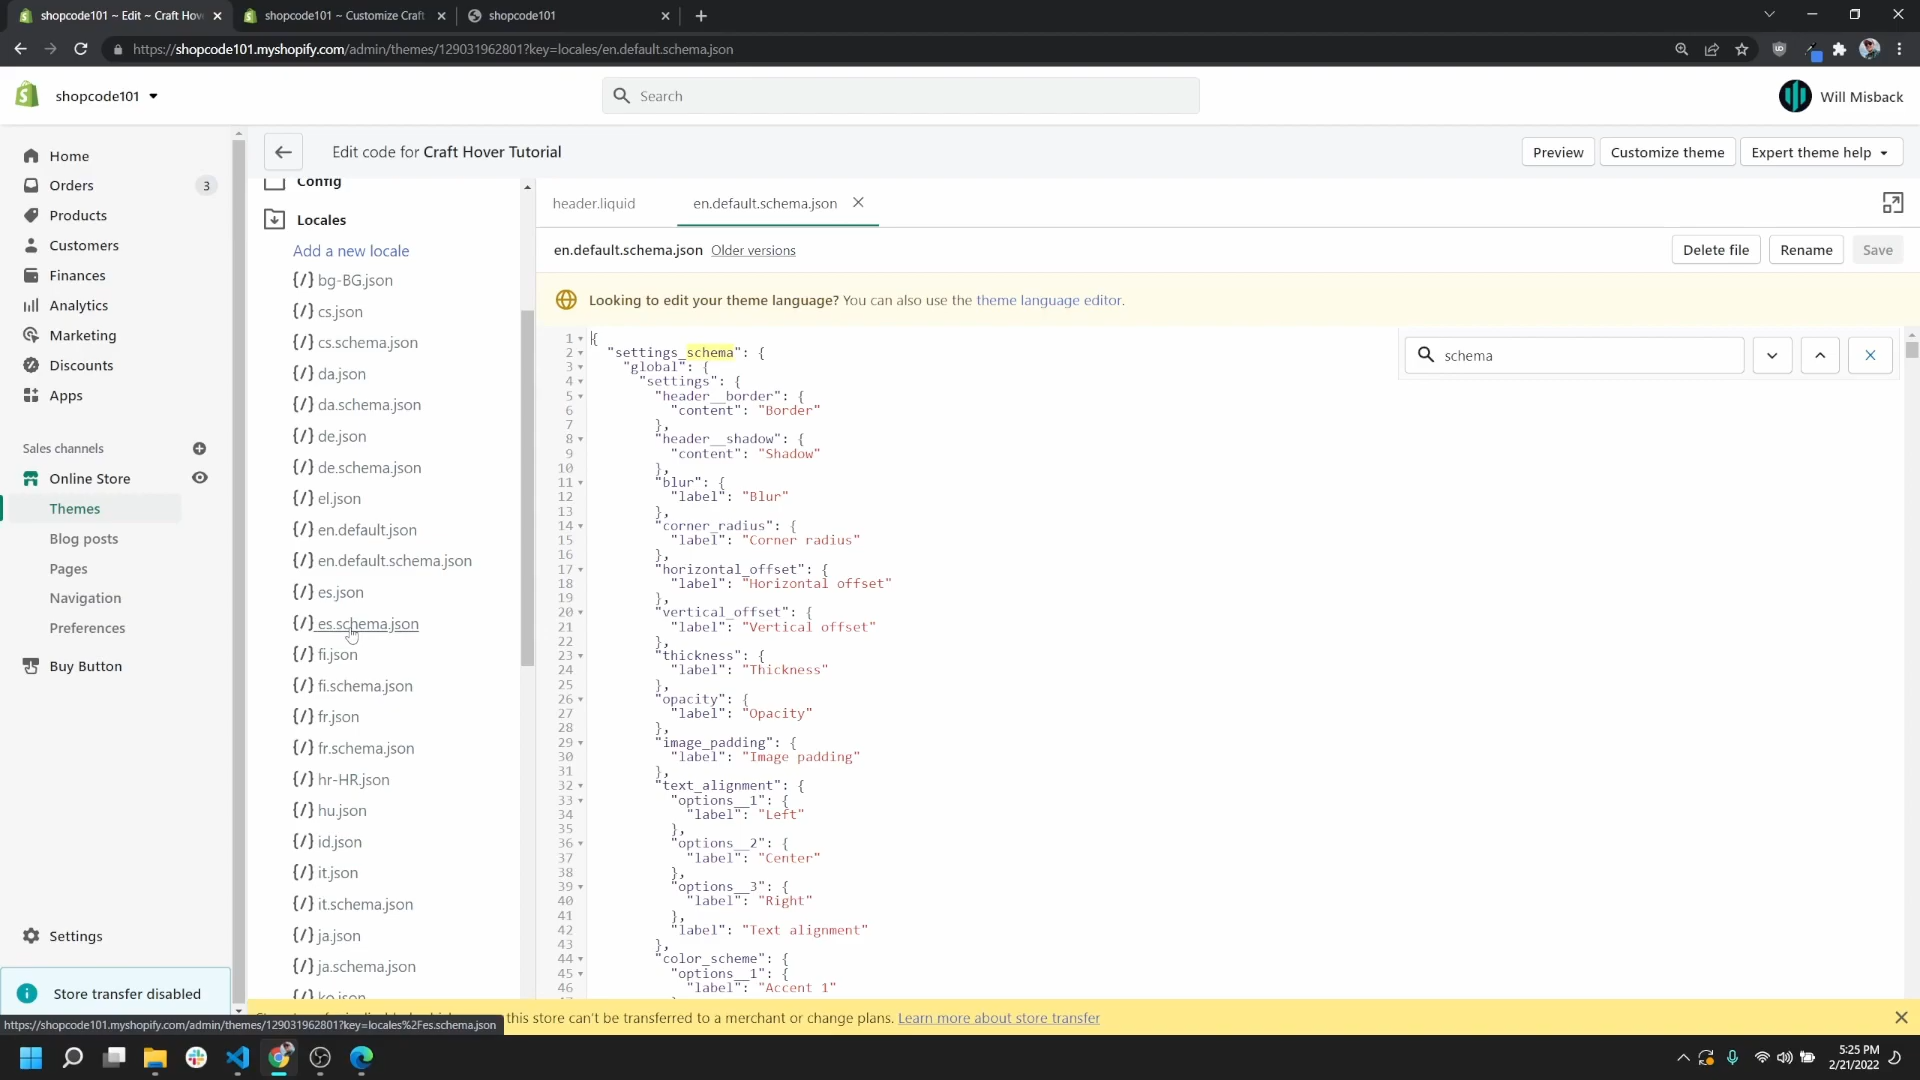 shopcode101 ~ Edit ~ Craft Hov
shopcode101 ~ Customize Craft
shopcode101
https://shopcode101.myshopify.com/admin/themes/129031962801?key=locales/en.default.schema.json
shopcode101
Search
Will Misback
Home
Orders
3
Products
Customers
Finances
Analytics
Marketing
Discounts
Apps
Sales channels
Online Store
Themes
Blog posts
Pages
Navigation
Preferences
Buy Button
Settings
Store transfer disabled
Edit code for Craft Hover Tutorial
Preview
Customize theme
Expert theme help
Config
Locales
Add a new locale
{/} bg-BG.json
{/} cs.json
{/} cs.schema.json
{/} da.json
{/} da.schema.json
{/} de.json
{/} de.schema.json
{/} el.json
{/} en.default.json
{/} en.default.schema.json
{/} es.json
{/} es.schema.json
{/} fi.json
{/} fi.schema.json
{/} fr.json
{/} fr.schema.json
{/} hr-HR.json
{/} hu.json
{/} id.json
{/} it.json
{/} it.schema.json
{/} ja.json
{/} ja.schema.json
{/} ko.json
header.liquid
en.default.schema.json
en.default.schema.json Older versions
Delete file
Rename
Save
Looking to edit your theme language? You can also use the theme language editor.
schema
1 {
2 "settings_schema": {
3 "global": {
4 "settings": {
5 "header__border": {
6 "content": "Border"
7 },
8 "header__shadow": {
9 "content": "Shadow"
10 },
11 "blur": {
12 "label": "Blur"
13 },
14 "corner_radius": {
15 "label": "Corner radius"
16 },
17 "horizontal_offset": {
18 "label": "Horizontal offset"
19 },
20 "vertical_offset": {
21 "label": "Vertical offset"
22 },
23 "thickness": {
24 "label": "Thickness"
25 },
26 "opacity": {
27 "label": "Opacity"
28 },
29 "image_padding": {
30 "label": "Image padding"
31 },
32 "text_alignment": {
33 "options__1": {
34 "label": "Left"
35 },
36 "options__2": {
37 "label": "Center"
38 },
39 "options__3": {
40 "label": "Right"
41 },
42 "label": "Text alignment"
43 },
44 "color_scheme": {
45 "options__1": {
46 "label": "Accent 1"
this store can't be transferred to a merchant or change plans. Learn more about store transfer
https://shopcode101.myshopify.com/admin/themes/129031962801?key=locales%2Fes.schema.json
5:25 PM
2/21/2022